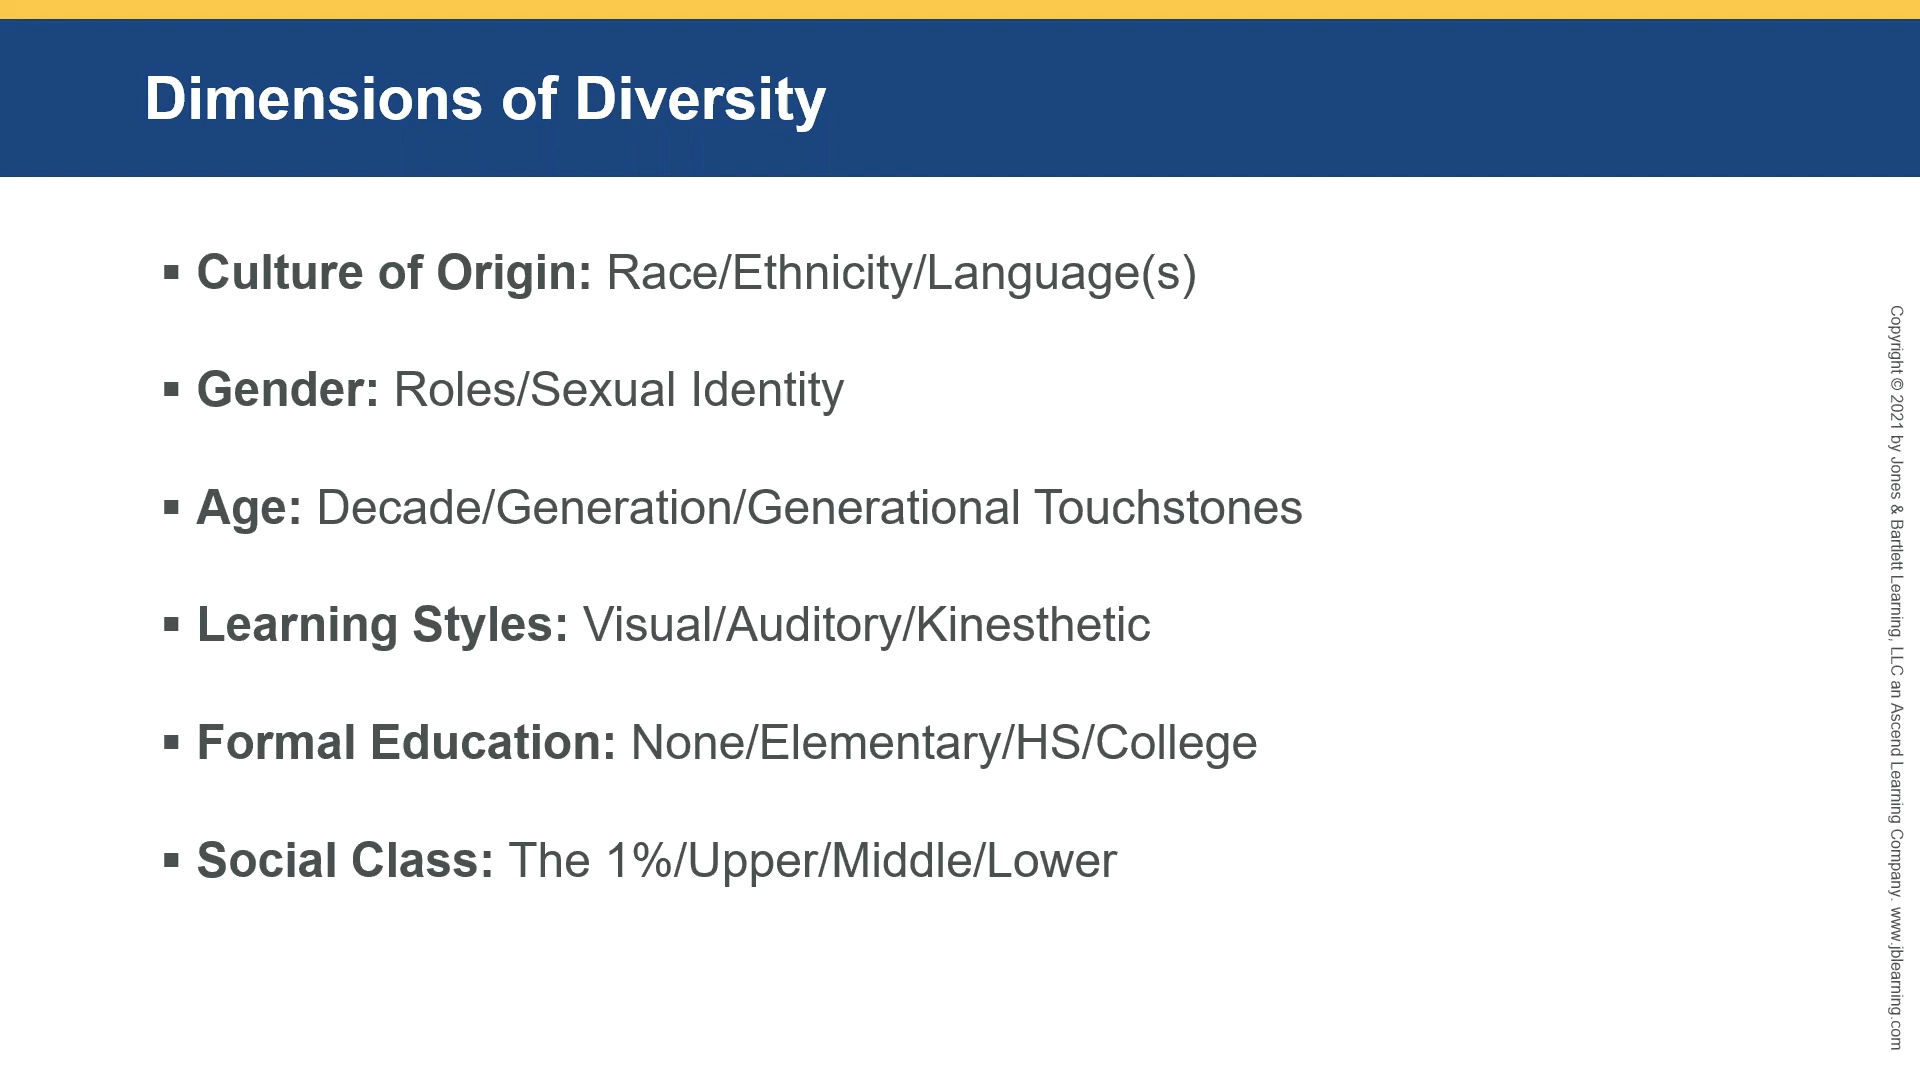 Dimensions of Diversity
▪ Culture of Origin: Race/Ethnicity/Language(s)
▪ Gender: Roles/Sexual Identity
▪ Age: Decade/Generation/Generational Touchstones
▪ Learning Styles: Visual/Auditory/Kinesthetic
▪ Formal Education: None/Elementary/HS/College
▪ Social Class: The 1%/Upper/Middle/Lower
Copyright © 2021 by Jones & Bartlett Learning, LLC an Ascend Learning Company. www.jblearning.com